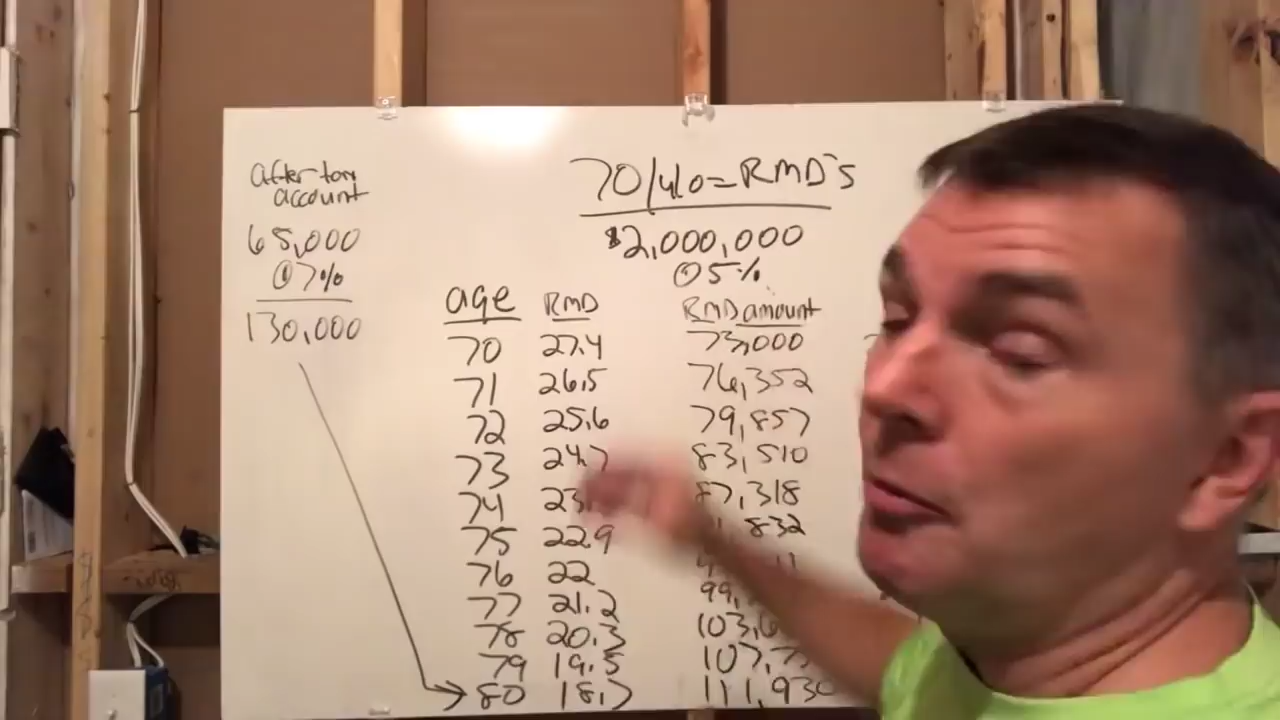 after tax
account
65,000
@7%
130,000
70/40=RMD's
$2,000,000
@5%
age RMD RMD amount
70 27.4 73,000
71 26.5 76,352
72 25.6 79,857
73 24.7 83,510
74 87,318
75 22.9 832
76 22
77 21.2
78 20.3
79 19.5
80 18.7 111,930